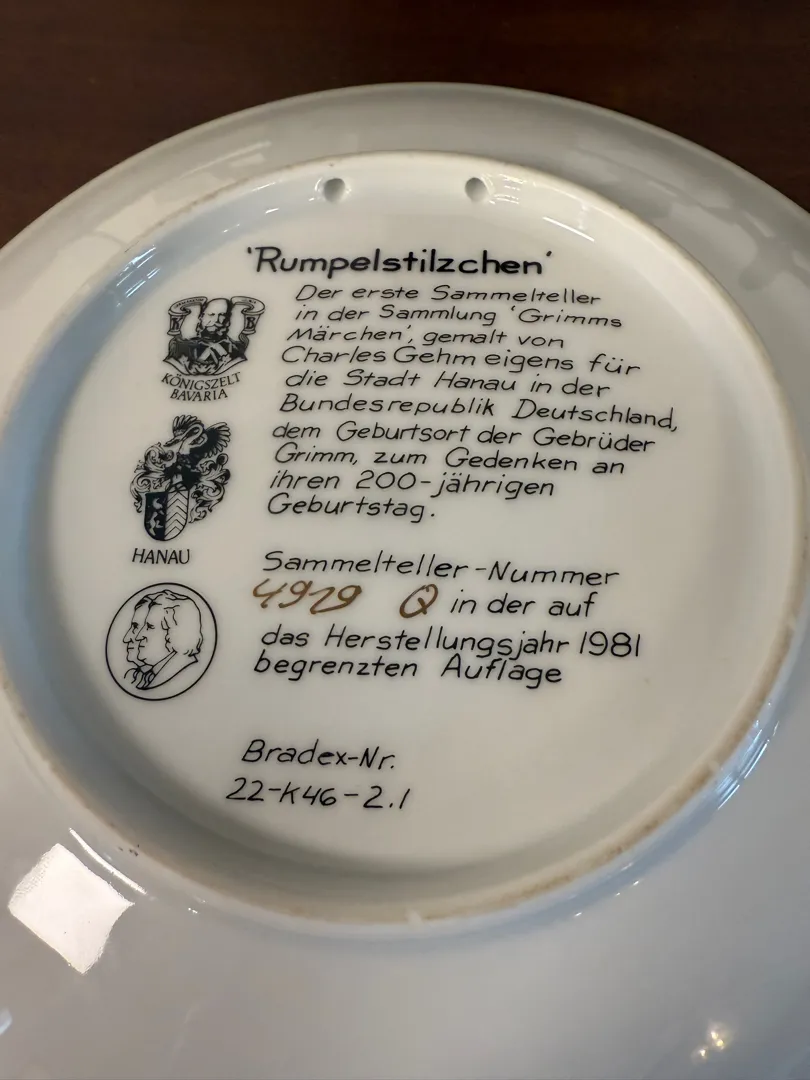 'Rumpelstilzchen'
Der erste Sammelteller
in der Sammlung 'Grimms
Märchen', gemalt von
Charles Gehm eigens für
die Stadt Hanau in der
Bundesrepublik Deutschland,
dem Geburtsort der Gebrüder
Grimm, zum Gedenken an
ihren 200-jährigen
Geburtstag.
KÖNIGSZELT
BAVARIA
HANAU
Sammelteller-Nummer
4929 Q in der auf
das Herstellungsjahr 1981
begrenzten Auflage
Bradex-Nr.
22-K46-2.1